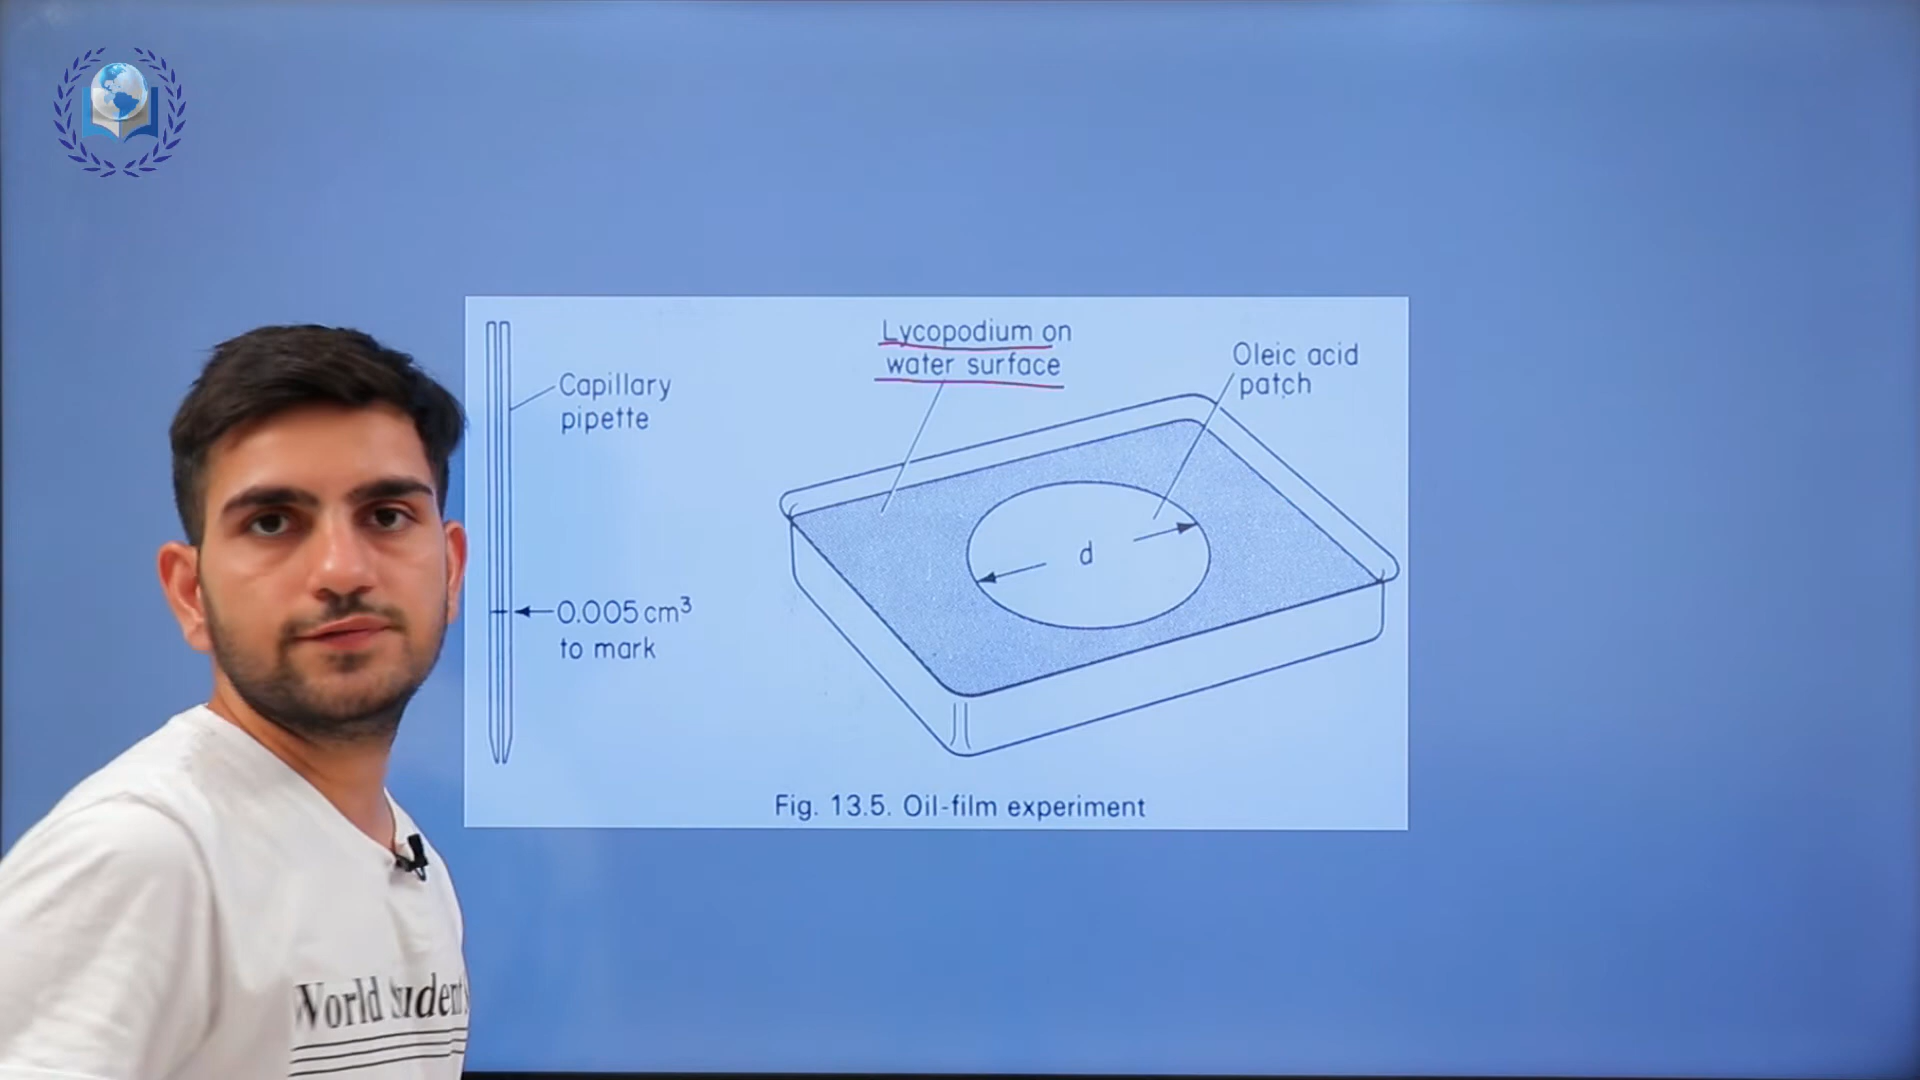 Capillary
pipette
0.005 cm³
to mark
Lycopodium on
water surface
Oleic acid
patch
d
Fig. 13.5. Oil-film experiment
World Student